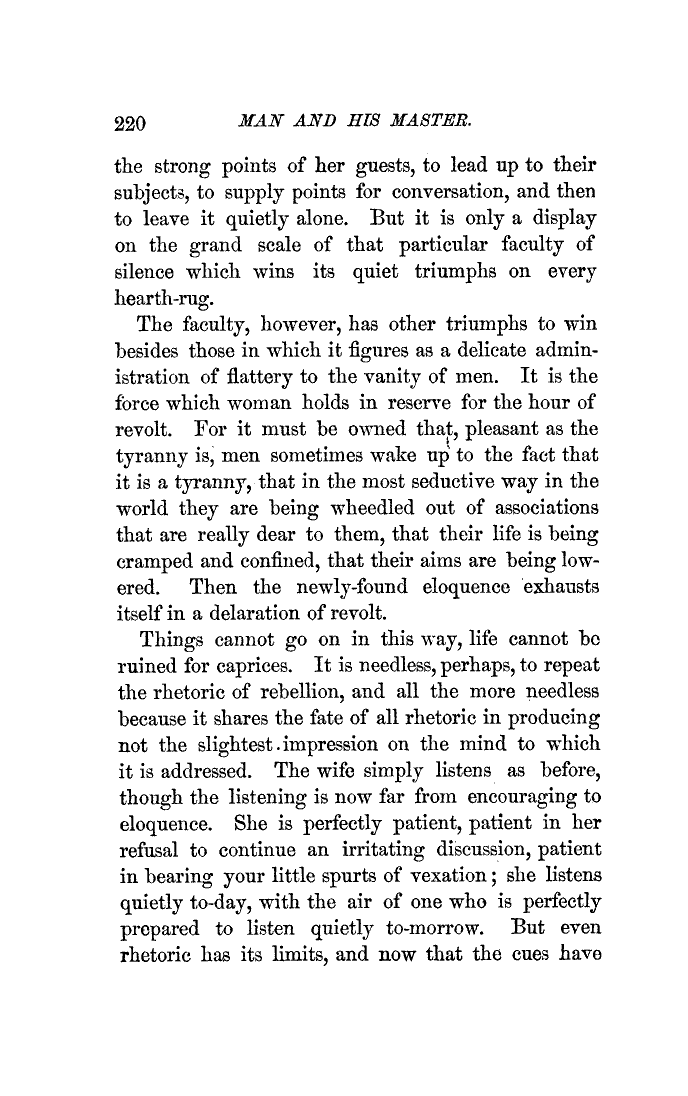 220 MAN AND HIS MASTER.
the strong points of her guests, to lead up to their
subjects, to supply points for conversation, and then
to leave it quietly alone. But it is only a display
on the grand scale of that particular faculty of
silence which wins its quiet triumphs on every
hearth-rug.
The faculty, however, has other triumphs to win
besides those in which it figures as a delicate admin-
istration of flattery to the vanity of men. It is the
force which woman holds in reserve for the hour of
revolt. For it must be owned that, pleasant as the
tyranny is, men sometimes wake up to the fact that
it is a tyranny, that in the most seductive way in the
world they are being wheedled out of associations
that are really dear to them, that their life is being
cramped and confined, that their aims are being low-
ered. Then the newly-found eloquence exhausts
itself in a delaration of revolt.
Things cannot go on in this way, life cannot be
ruined for caprices. It is needless, perhaps, to repeat
the rhetoric of rebellion, and all the more needless
because it shares the fate of all rhetoric in producing
not the slightest impression on the mind to which
it is addressed. The wife simply listens as before,
though the listening is now far from encouraging to
eloquence. She is perfectly patient, patient in her
refusal to continue an irritating discussion, patient
in bearing your little spurts of vexation; she listens
quietly to-day, with the air of one who is perfectly
prepared to listen quietly to-morrow. But even
rhetoric has its limits, and now that the cues have